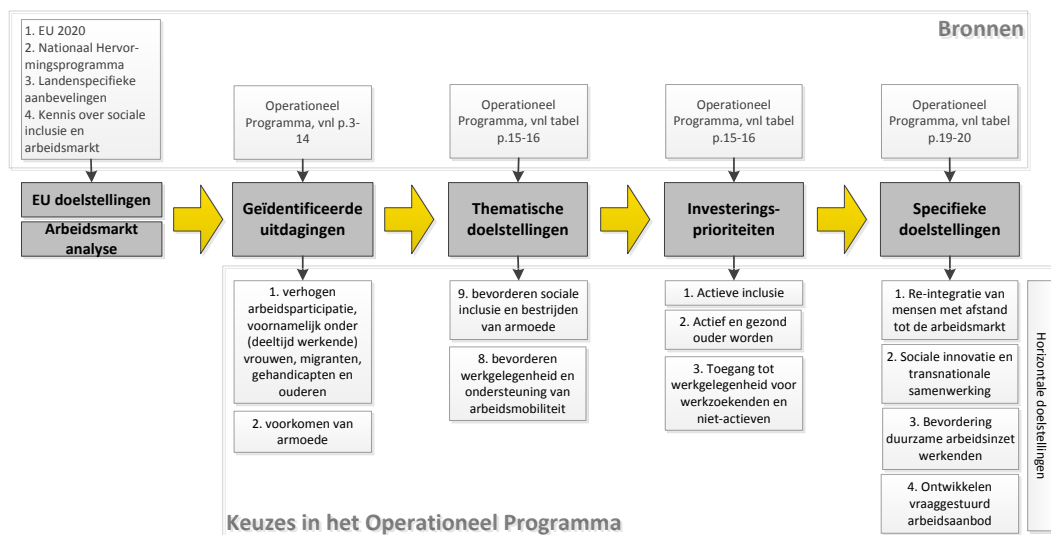 Bronnen
1. EU 2020
2. Nationaal Hervor-
mingsprogramma
3. Landenspecifieke
aanbevelingen
4. Kennis over sociale
inclusie en
arbeidsmarkt
Operationeel
Programma, vnl p.3-
14
Operationeel
Programma, vnl tabel
p.15-16
Operationeel
Programma, vnl tabel
p.15-16
Operationeel
Programma, vnl tabel
p.19-20
EU doelstellingen
Arbeidsmarkt
analyse
Geïdentificeerde
uitdagingen
Thematische
doelstellingen
Investerings-
prioriteiten
Specifieke
doelstellingen
1. verhogen
arbeidsparticipatie,
voornamelijk onder
(deeltijd werkende)
vrouwen, migranten,
gehandicapten en
ouderen
2. voorkomen van
armoede
9. bevorderen sociale
inclusie en bestrijden
van armoede
8. bevorderen
werkgelegenheid en
ondersteuning van
arbeidsmobiliteit
1. Actieve inclusie
2. Actief en gezond
ouder worden
3. Toegang tot
werkgelegenheid voor
werkzoekenden en
niet-actieven
1. Re-integratie van
mensen met afstand
tot de arbeidsmarkt
2. Sociale innovatie en
transnationale
samenwerking
3. Bevordering
duurzame arbeidsinzet
werkenden
4. Ontwikkelen
vraaggestuurd
arbeidsaanbod
Horizontale doelstellingen
Keuzes in het Operationeel Programma